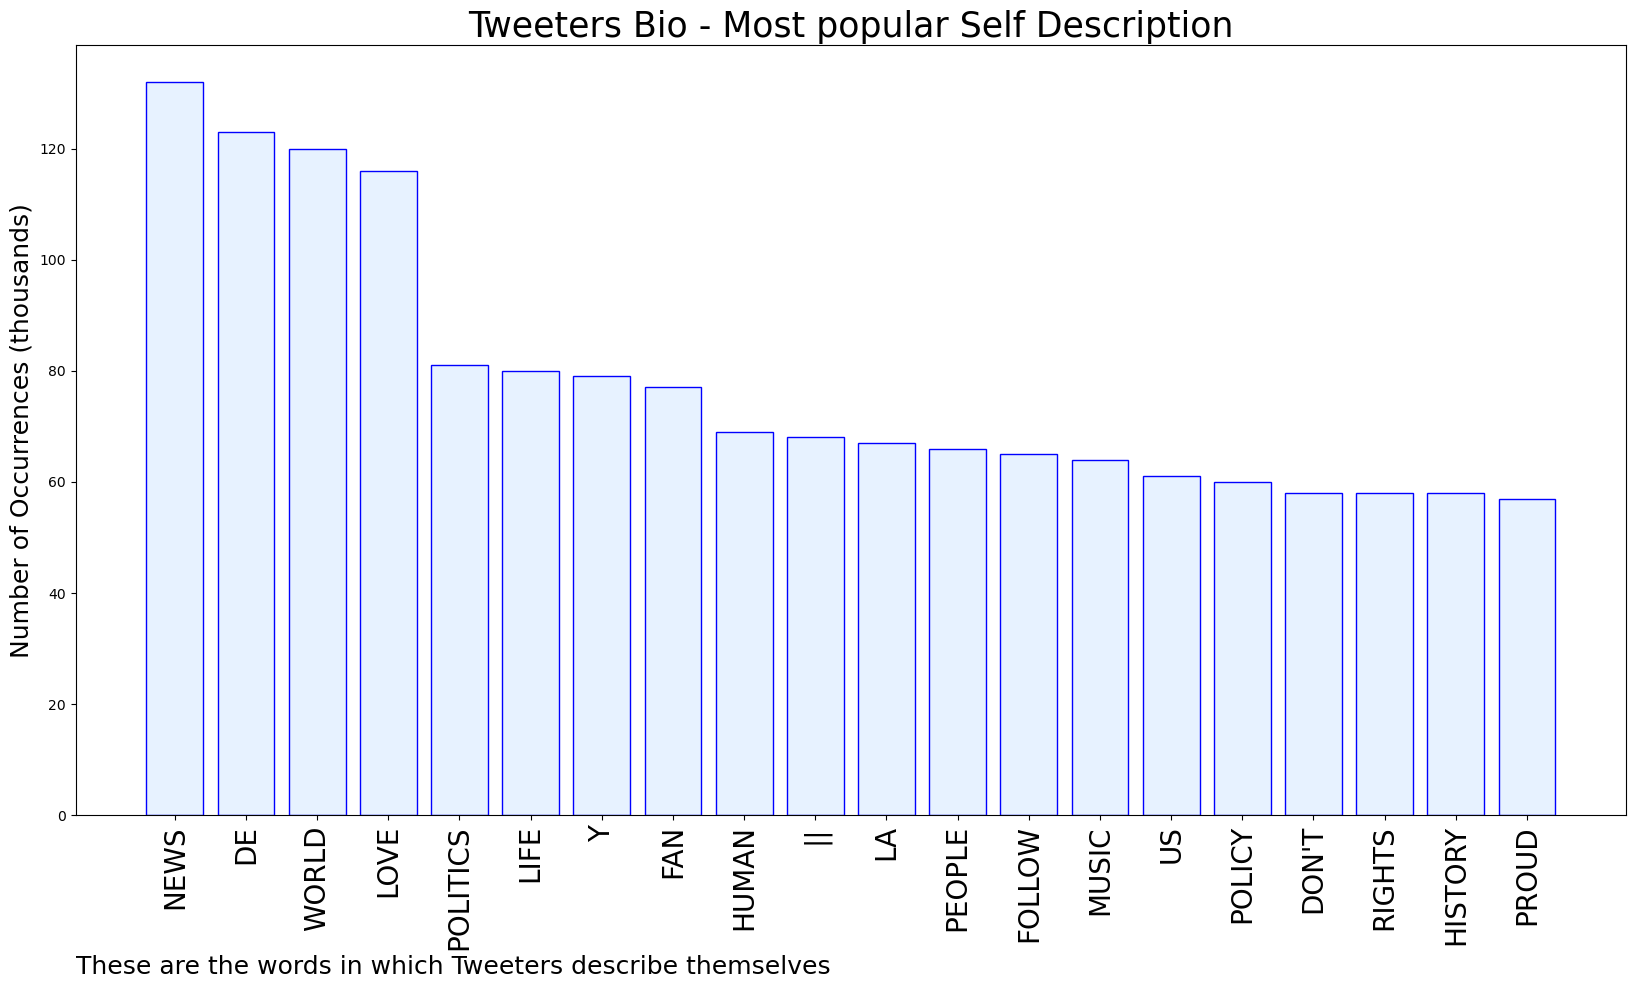 Tweeters Bio - Most popular Self Description
Number of Occurrences (thousands)
120
100
80
60
40
20
0
NEWS
DE
WORLD
LOVE
POLITICS
LIFE
Y
FAN
HUMAN
||
LA
PEOPLE
FOLLOW
MUSIC
US
POLICY
DON'T
RIGHTS
HISTORY
PROUD
These are the words in which Tweeters describe themselves